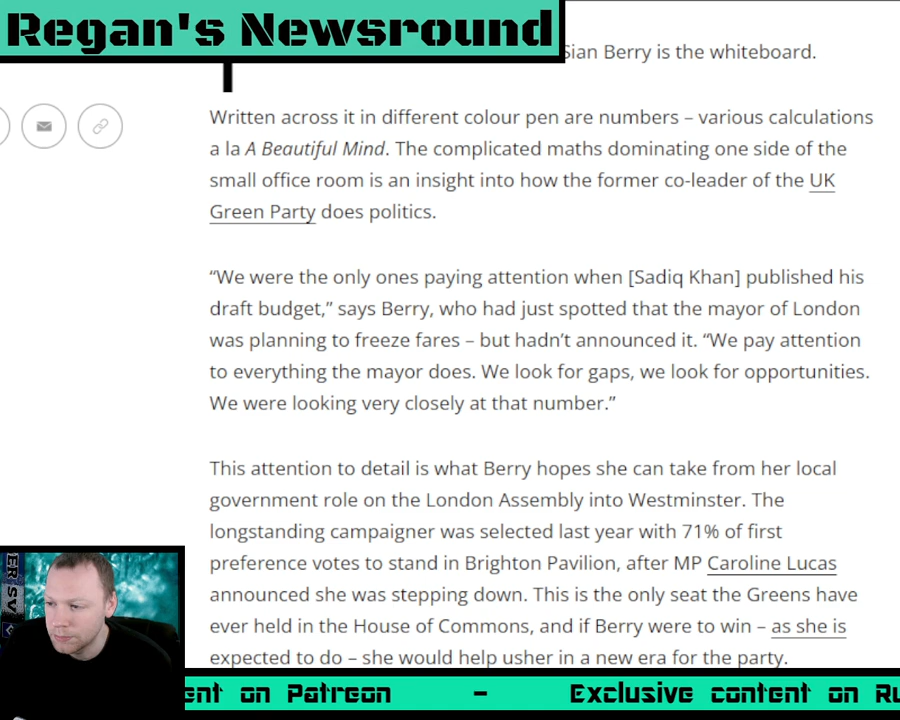 Regan's Newsround
Sian Berry is the whiteboard.
Written across it in different colour pen are numbers – various calculations
a la A Beautiful Mind. The complicated maths dominating one side of the
small office room is an insight into how the former co-leader of the UK
Green Party does politics.
“We were the only ones paying attention when [Sadiq Khan] published his
draft budget,” says Berry, who had just spotted that the mayor of London
was planning to freeze fares – but hadn’t announced it. “We pay attention
to everything the mayor does. We look for gaps, we look for opportunities.
We were looking very closely at that number.”
This attention to detail is what Berry hopes she can take from her local
government role on the London Assembly into Westminster. The
longstanding campaigner was selected last year with 71% of first
preference votes to stand in Brighton Pavilion, after MP Caroline Lucas
announced she was stepping down. This is the only seat the Greens have
ever held in the House of Commons, and if Berry were to win – as she is
expected to do – she would help usher in a new era for the party.
ent on Patreon - Exclusive content on Ru